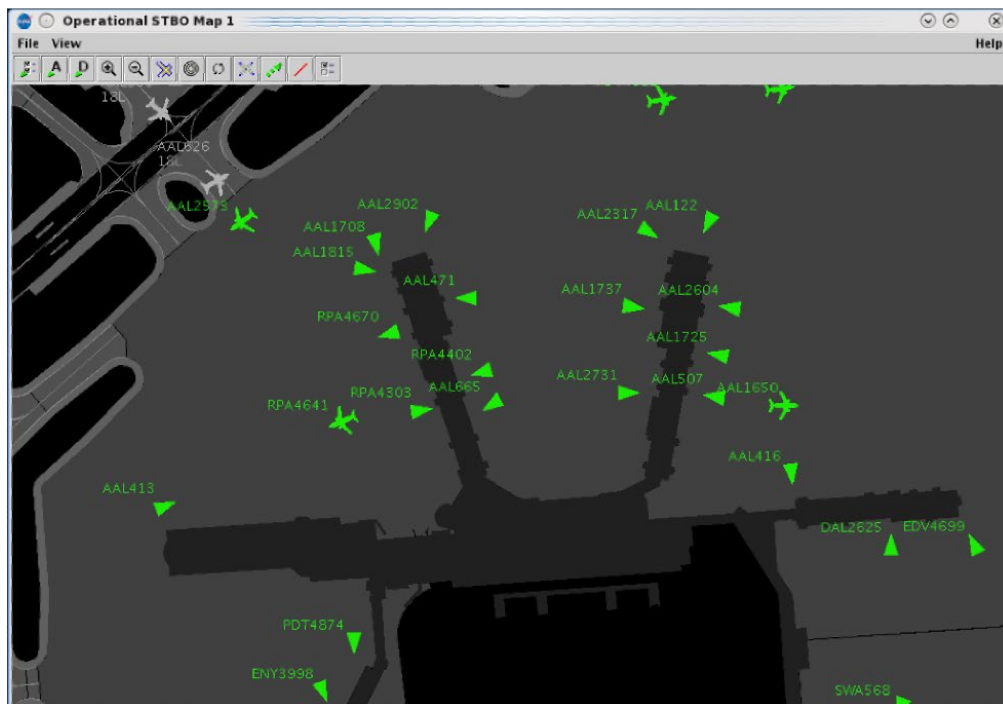 Operational STBO Map 1
File View Help
A D
18L
AAL626
18L
AAL2902
AAL122
AAL2317
AAL1708
AAL1815
AAL471
AAL1737
AAL2604
RPA4670
AAL1725
RPA4402
AAL2731
AAL507
RPA4303
AAL665
AAL1650
RPA4641
AAL416
AAL413
DAL2625
EDV4699
PDT4874
ENY3998
SWA568